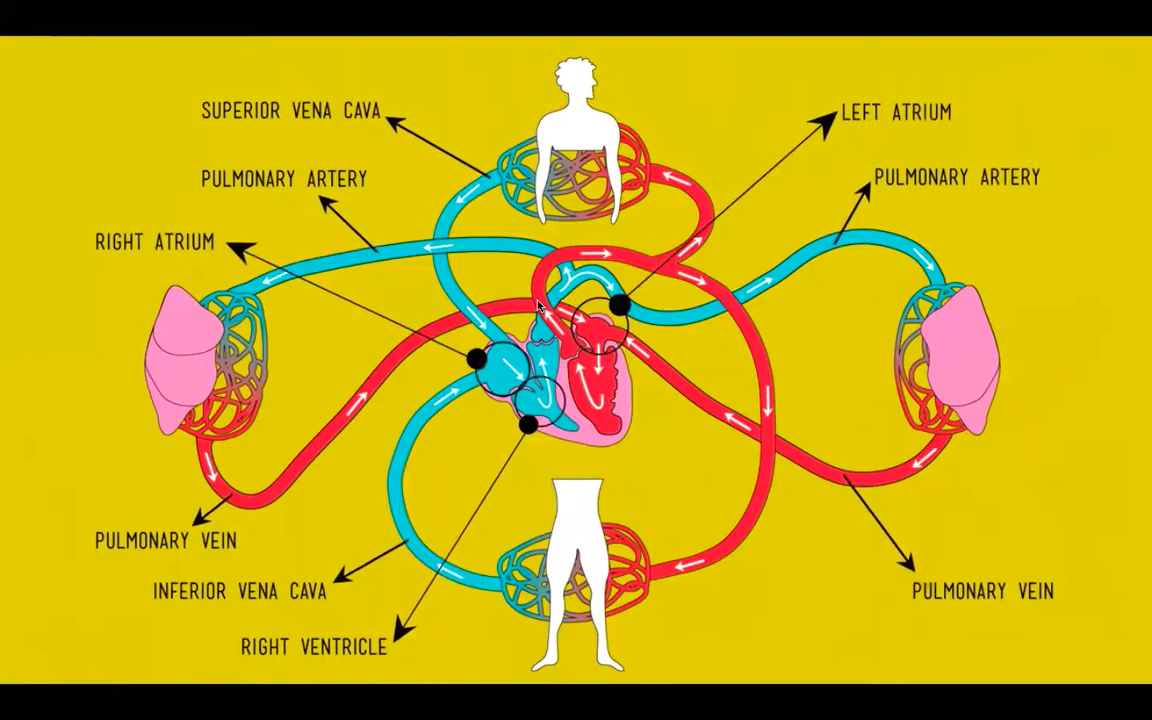 SUPERIOR VENA CAVA
LEFT ATRIUM
PULMONARY ARTERY
PULMONARY ARTERY
RIGHT ATRIUM
PULMONARY VEIN
INFERIOR VENA CAVA
PULMONARY VEIN
RIGHT VENTRICLE